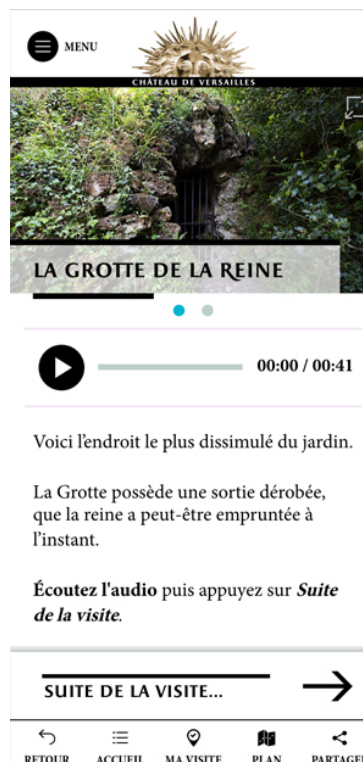 MENU
CHÂTEAU DE VERSAILLES
LA GROTTE DE LA REINE
00:00 / 00:41
Voici l'endroit le plus dissimulé du jardin.
La Grotte possède une sortie dérobée,
que la reine a peut-être empruntée à
l'instant.
Écoutez l'audio puis appuyez sur Suite
de la visite.
SUITE DE LA VISITE...
RETOUR ACCUEIL MA VISITE PLAN PARTAGER